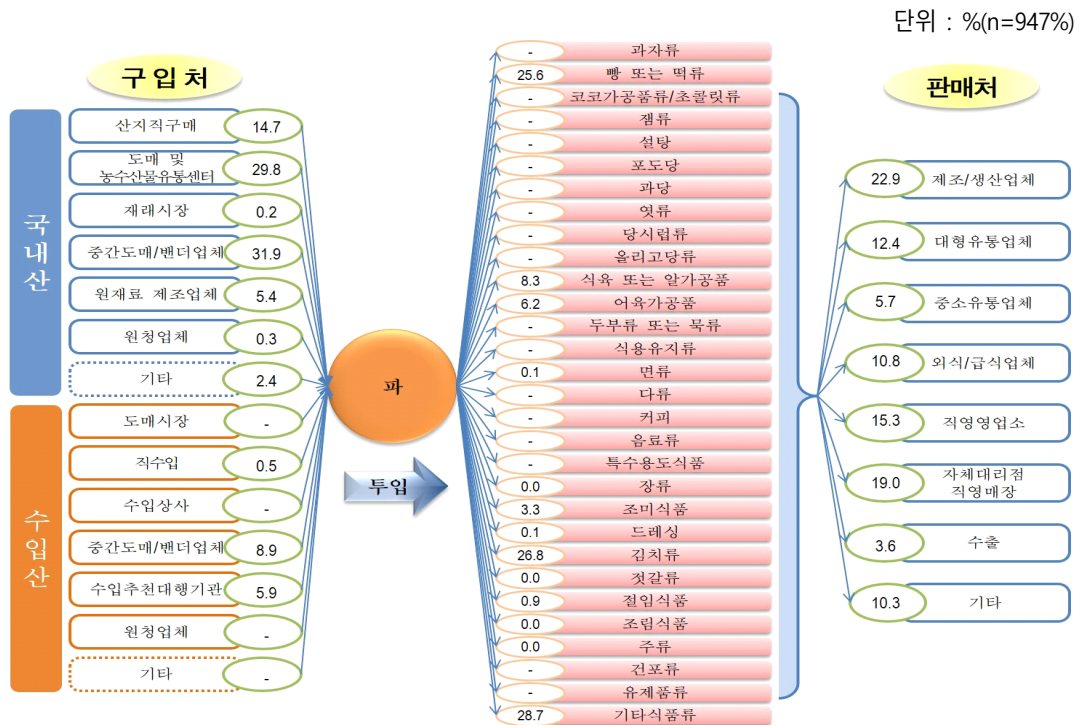 단위 : %(n=947%)
구입처
국내산
산지직구매 14.7
도매 및
농수산물유통센터 29.8
재래시장 0.2
중간도매/밴더업체 31.9
원재료 제조업체 5.4
원청업체 0.3
기타 2.4
수입산
도매시장 -
직수입 0.5
수입상사 -
중간도매/밴더업체 8.9
수입추천대행기관 5.9
원청업체 -
기타 -
파
투입
- 과자류
25.6 빵 또는 떡류
- 코코가공품류/초콜릿류
- 잼류
- 설탕
- 포도당
- 과당
- 엿류
- 당시럽류
- 올리고당류
8.3 식육 또는 알가공품
6.2 어육가공품
- 두부류 또는 묵류
- 식용유지류
0.1 면류
- 다류
- 커피
- 음료류
- 특수용도식품
0.0 장류
3.3 조미식품
0.1 드레싱
26.8 김치류
0.0 젓갈류
0.9 절임식품
0.0 조림식품
0.0 주류
- 건포류
- 유제품류
28.7 기타식품류
판매처
22.9 제조/생산업체
12.4 대형유통업체
5.7 중소유통업체
10.8 외식/급식업체
15.3 직영영업소
19.0 자체대리점
직영매장
3.6 수출
10.3 기타